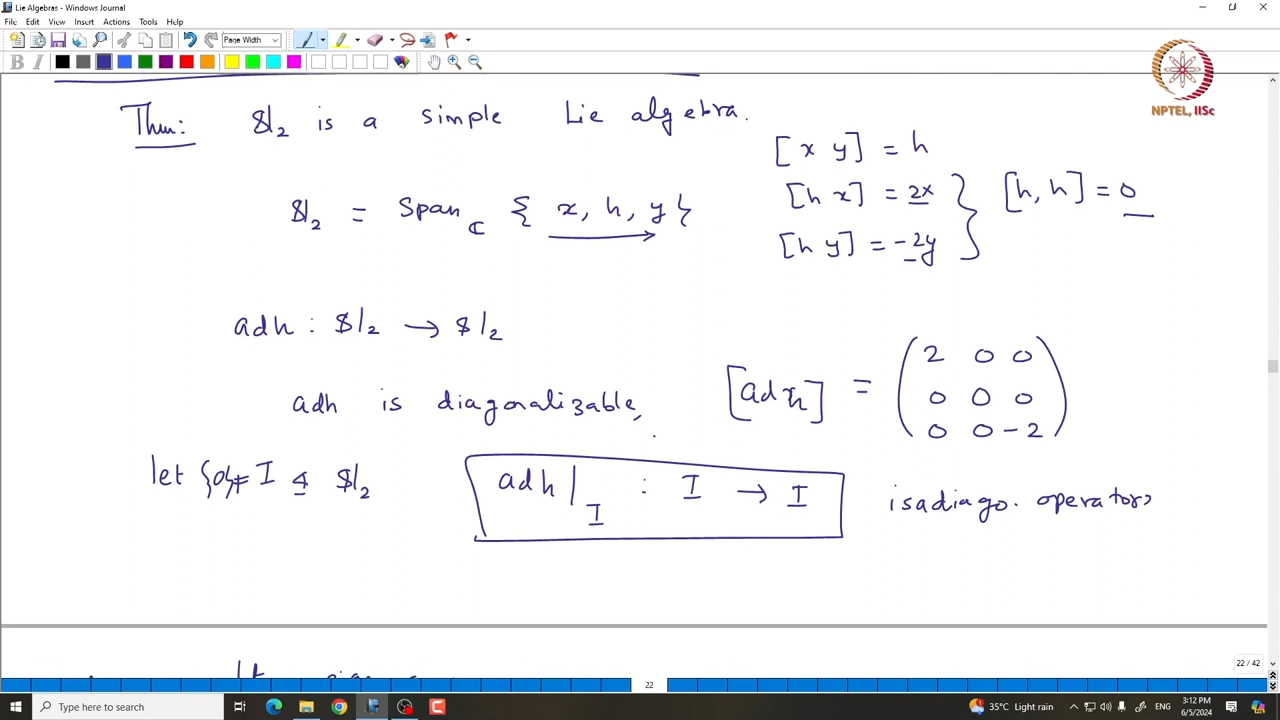 Lie Algebras - Windows Journal
File Edit View Insert Actions Tools Help
Page Width
B I
NPTEL, IISc
Thm: sl₂ is a simple Lie algebra.
[x y] = h
[h x] = 2x
[h, h] = 0
[h y] = -2y
sl₂ = Span_ℂ { x, h, y }
adh : sl₂ → sl₂
adh is diagonalizable,
[adh] = ( 2 0 0
0 0 0
0 0 -2 )
let {0} ≠ I ⊴ sl₂
adh|_I : I → I is a diago. operator,
22 / 42
22
Type here to search
35°C Light rain
ENG
3:12 PM
6/5/2024